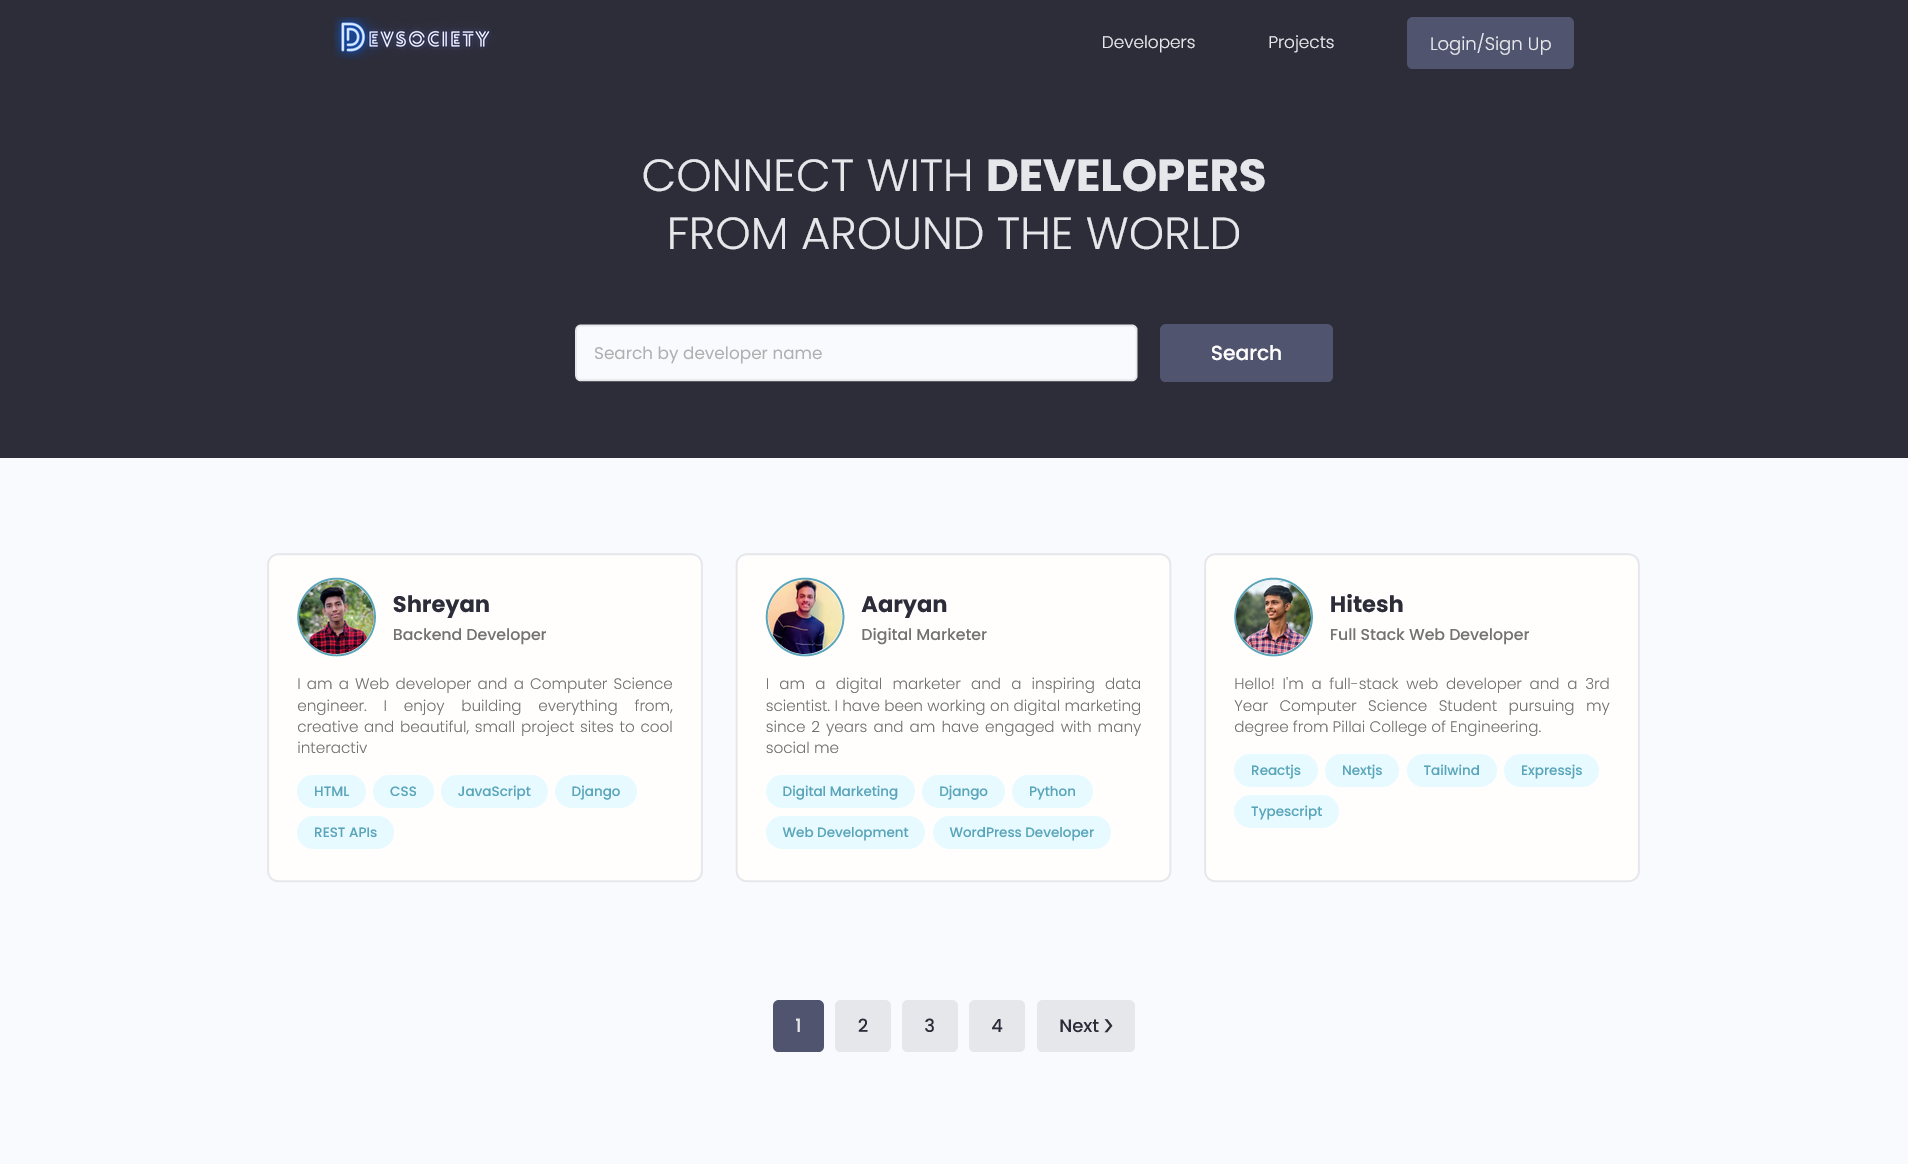 DEVSOCIETY
Developers
Projects
Login/Sign Up
CONNECT WITH DEVELOPERS
FROM AROUND THE WORLD
Search by developer name
Search
Shreyan
Backend Developer
I am a Web developer and a Computer Science
engineer. I enjoy building everything from,
creative and beautiful, small project sites to cool
interactiv
HTML
CSS
JavaScript
Django
REST APIs
Aaryan
Digital Marketer
I am a digital marketer and a inspiring data
scientist. I have been working on digital marketing
since 2 years and am have engaged with many
social me
Digital Marketing
Django
Python
Web Development
WordPress Developer
Hitesh
Full Stack Web Developer
Hello! I'm a full-stack web developer and a 3rd
Year Computer Science Student pursuing my
degree from Pillai College of Engineering.
Reactjs
Nextjs
Tailwind
Expressjs
Typescript
1
2
3
4
Next ❯